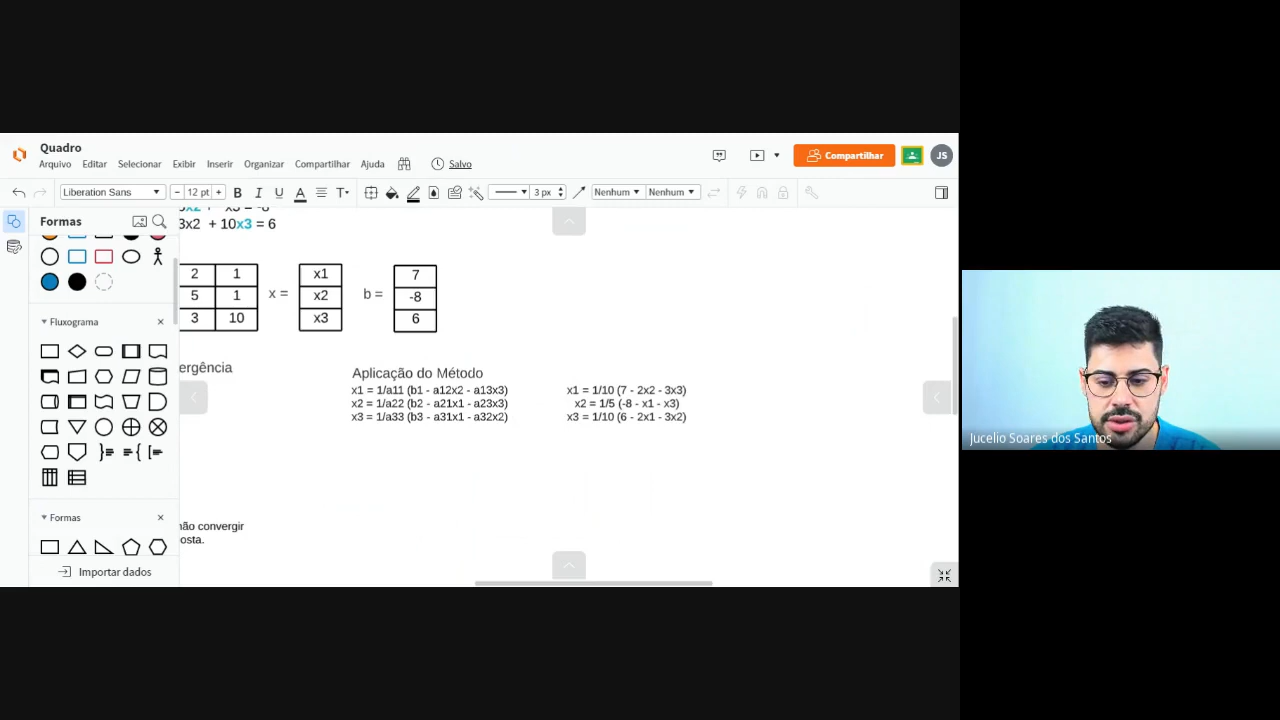 Quadro
Arquivo Editar Selecionar Exibir Inserir Organizar Compartilhar Ajuda Salvo
Compartilhar JS
Liberation Sans 12 pt B I U A T 3 px Nenhum Nenhum
Formas
= -8
3x2 + 10x3 = 6
2 1
5 1
3 10
x =
x1
x2
x3
b =
7
-8
6
Fluxograma
ergência
Aplicação do Método
x1 = 1/a11 (b1 - a12x2 - a13x3)
x2 = 1/a22 (b2 - a21x1 - a23x3)
x3 = 1/a33 (b3 - a31x1 - a32x2)
x1 = 1/10 (7 - 2x2 - 3x3)
x2 = 1/5 (-8 - x1 - x3)
x3 = 1/10 (6 - 2x1 - 3x2)
Formas
não convergir
osta.
Importar dados
Jucelio Soares dos Santos